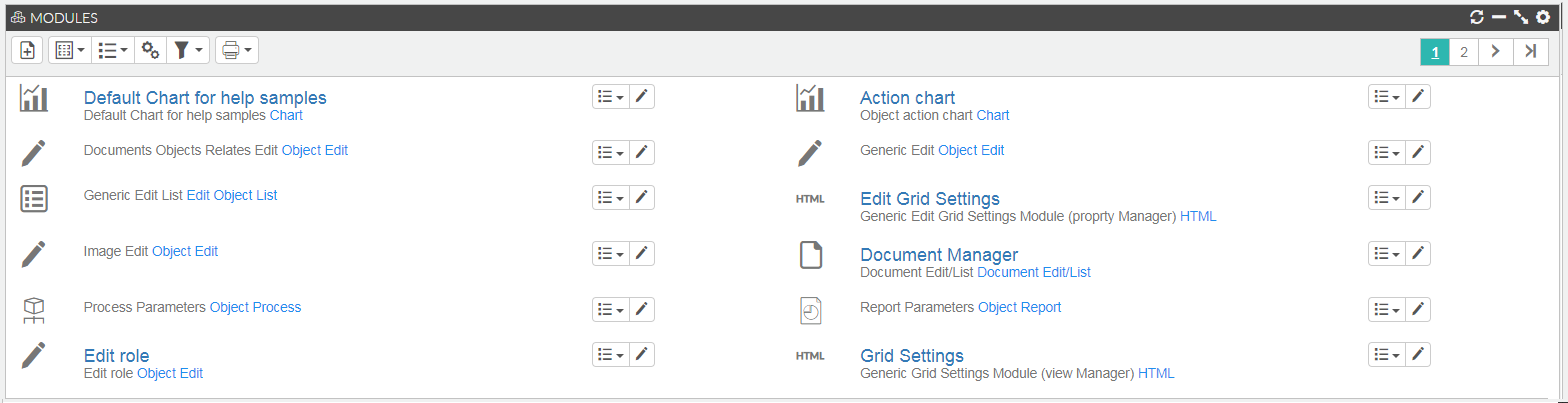 MODULES
1 2
Default Chart for help samples
Default Chart for help samples Chart
Action chart
Object action chart Chart
Documents Objects Relates Edit Object Edit
Generic Edit Object Edit
Generic Edit List Edit Object List
HTML
Edit Grid Settings
Generic Edit Grid Settings Module (proprty Manager) HTML
Image Edit Object Edit
Document Manager
Document Edit/List Document Edit/List
Process Parameters Object Process
Report Parameters Object Report
Edit role
Edit role Object Edit
HTML
Grid Settings
Generic Grid Settings Module (view Manager) HTML